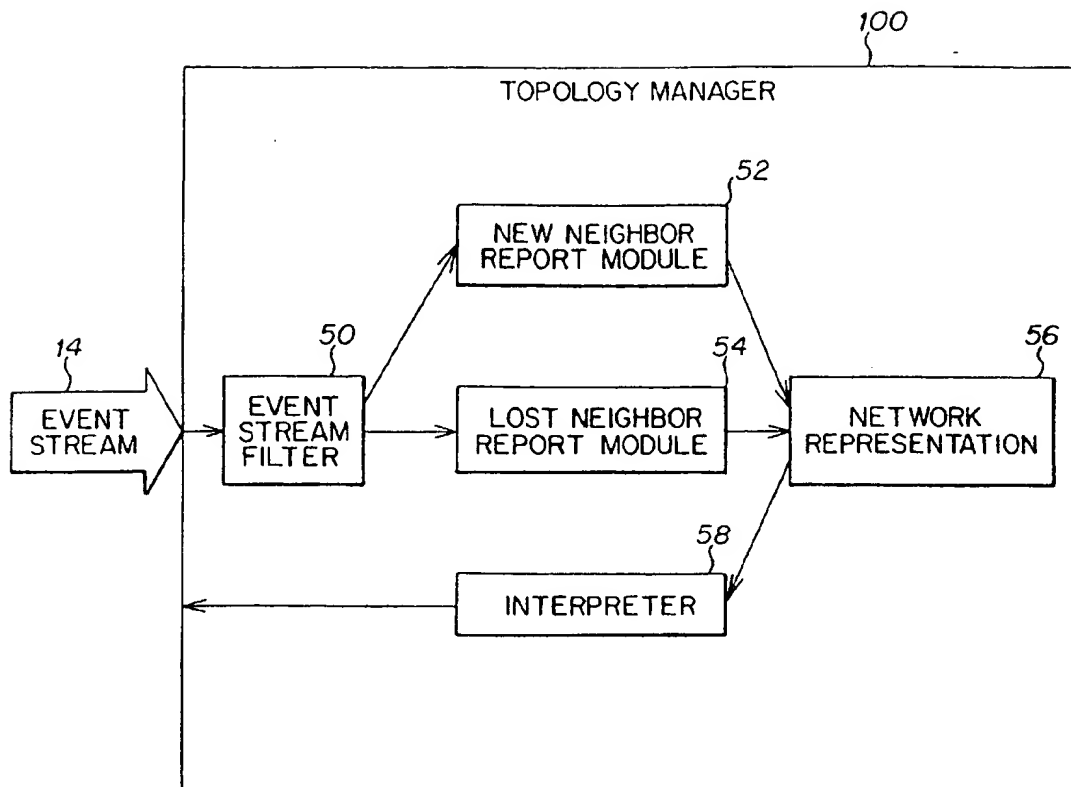 100
TOPOLOGY MANAGER
52
NEW NEIGHBOR
REPORT MODULE
14
EVENT
STREAM
50
EVENT
STREAM
FILTER
54
LOST NEIGHBOR
REPORT MODULE
56
NETWORK
REPRESENTATION
58
INTERPRETER